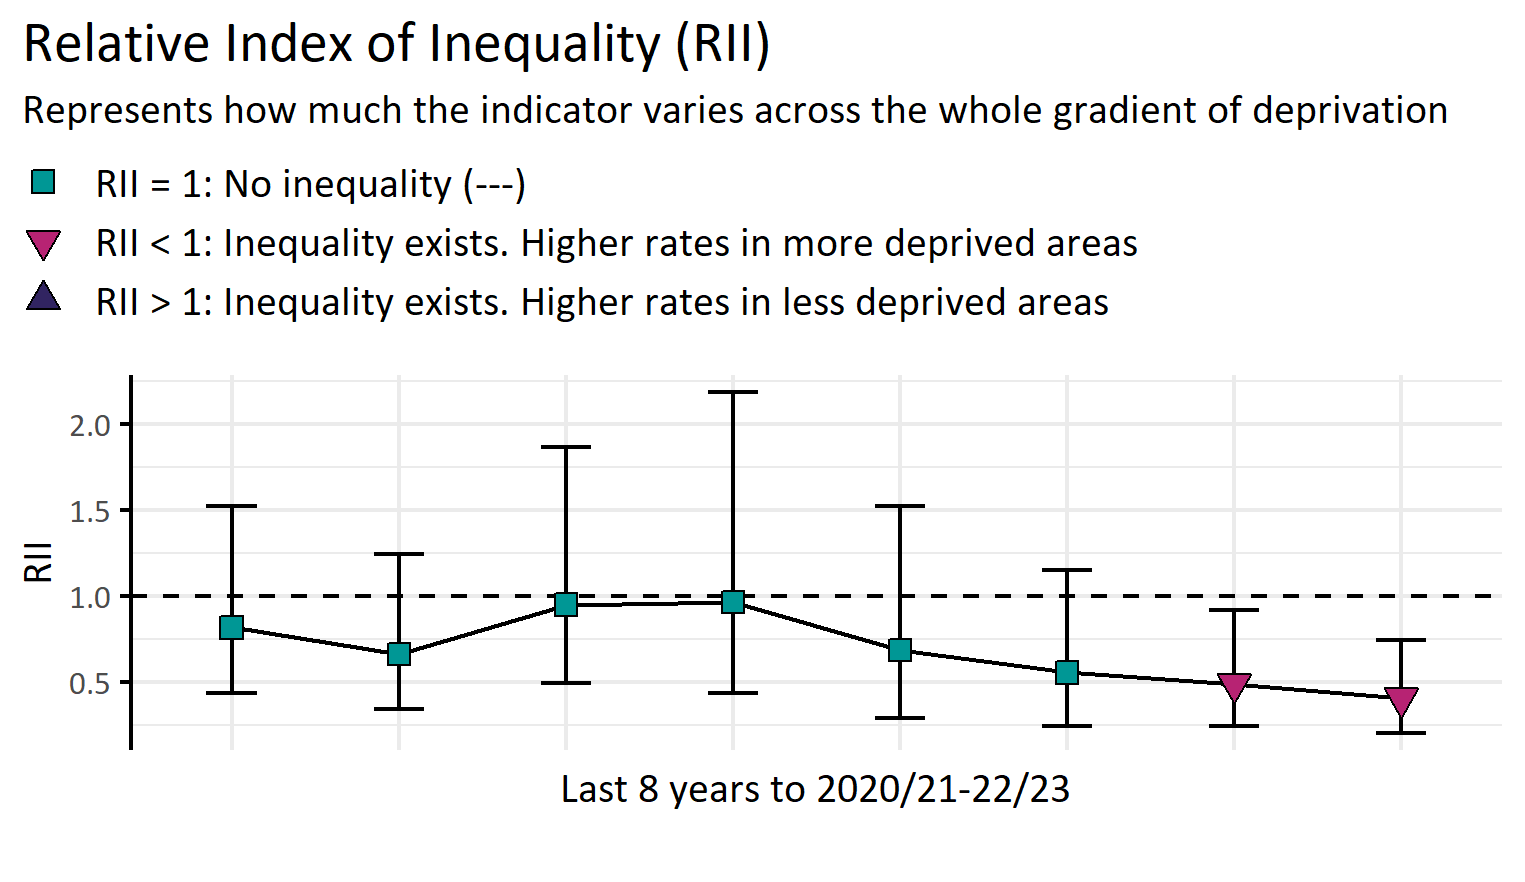 Relative Index of Inequality (RII)
Represents how much the indicator varies across the whole gradient of deprivation
RII = 1: No inequality (---)
RII < 1: Inequality exists. Higher rates in more deprived areas
RII > 1: Inequality exists. Higher rates in less deprived areas
2.0
1.5
1.0
0.5
RII
Last 8 years to 2020/21-22/23